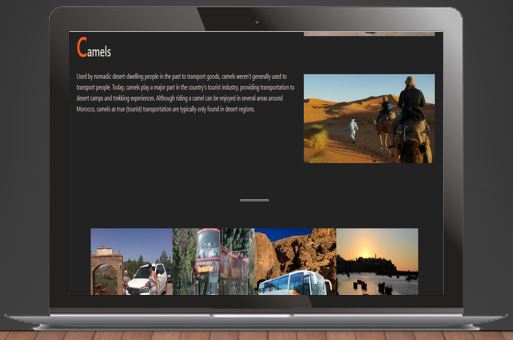 Camels
Used by nomadic desert-dwelling people in the past to transport goods, camels weren't generally used to
transport people. Today, camels play a major part in the country's tourist industry, providing transportation to
desert camps and trekking experiences. Although riding a camel can be enjoyed in several areas around
Morocco, camels as true (tourist) transportation are typically only found in desert regions.